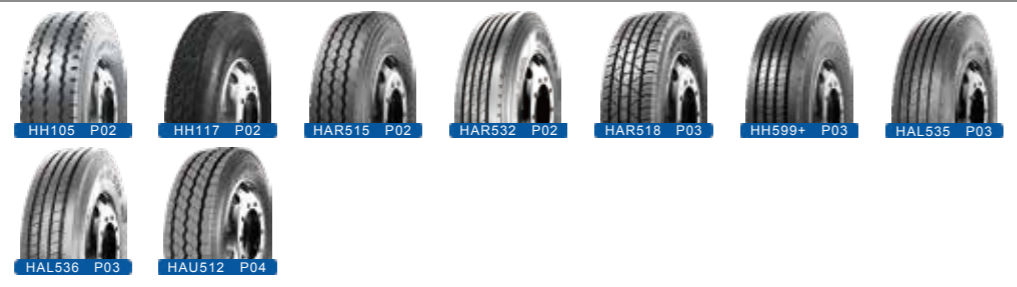 HH105 P02
HH117 P02
HAR515 P02
HAR532 P02
HAR518 P03
HH599+ P03
HAL535 P03
HAL536 P03
HAU512 P04